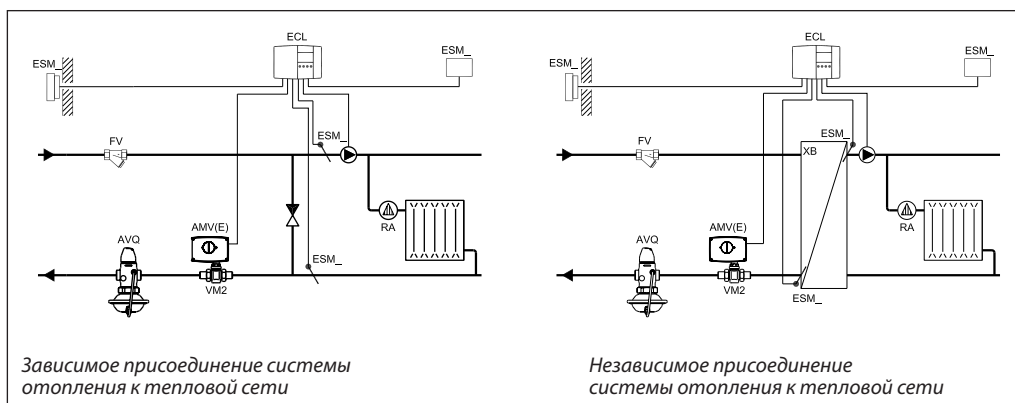 ECL
ESM_
ESM_
FV
ESM_
AMV(E)
AVQ
RA
ESM_
VM2
Зависимое присоединение системы
отопления к тепловой сети
ECL
ESM_
ESM_
ESM_
FV
XB
AMV(E)
AVQ
RA
VM2
ESM_
Независимое присоединение
системы отопления к тепловой сети